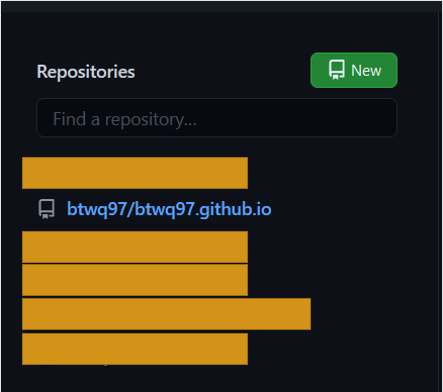 Repositories
New
Find a repository...
btwq97/btwq97.github.io